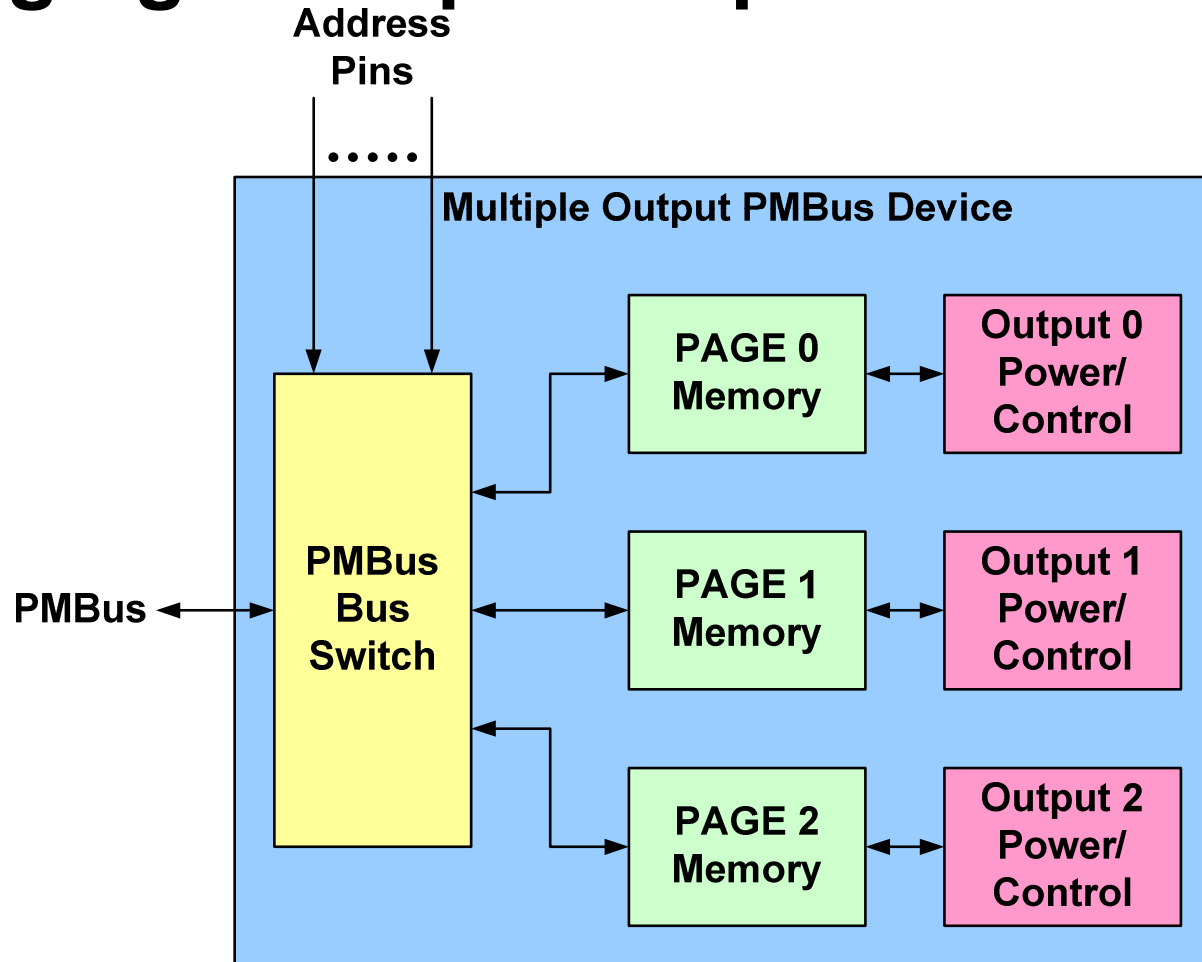 Address
Pins
Multiple Output PMBus Device
PAGE 0
Memory
Output 0
Power/
Control
PMBus
PMBus
Bus
Switch
PAGE 1
Memory
Output 1
Power/
Control
PAGE 2
Memory
Output 2
Power/
Control